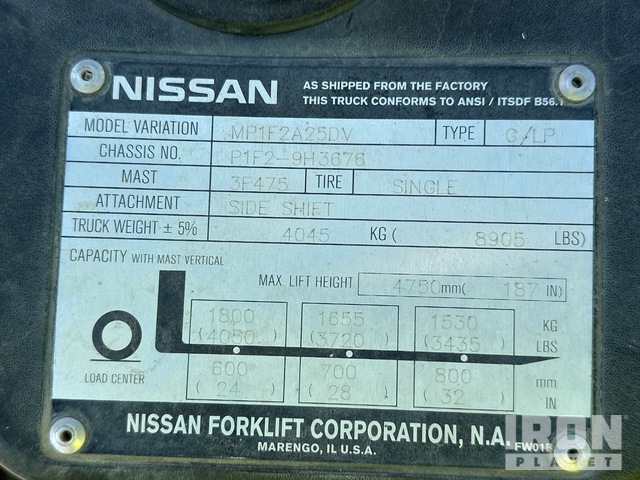 NISSAN
AS SHIPPED FROM THE FACTORY
THIS TRUCK CONFORMS TO ANSI / ITSDF B56.1
MODEL VARIATION MP1F2A25DV TYPE G/LP
CHASSIS NO. P1F2-9H3676
MAST 3F475 TIRE SINGLE
ATTACHMENT SIDE SHIFT
TRUCK WEIGHT ± 5% 4045 KG ( 8905 LBS)
CAPACITY WITH MAST VERTICAL
MAX. LIFT HEIGHT 4750mm( 187 IN)
1800 1655 1530 KG
(4050) (3720) (3435) LBS
600 700 800 mm
( 24 ) ( 28 ) ( 32 ) IN
LOAD CENTER
NISSAN FORKLIFT CORPORATION, N.A.
MARENGO, IL U.S.A.
IRON
PLANET